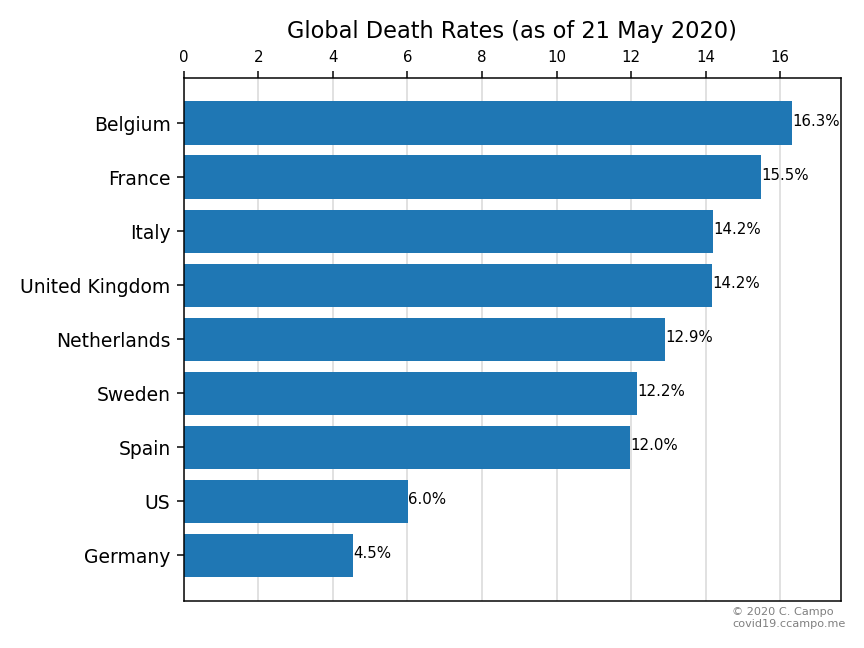 Global Death Rates (as of 21 May 2020)
0 2 4 6 8 10 12 14 16
Belgium 16.3%
France 15.5%
Italy 14.2%
United Kingdom 14.2%
Netherlands 12.9%
Sweden 12.2%
Spain 12.0%
US 6.0%
Germany 4.5%
© 2020 C. Campo
covid19.ccampo.me